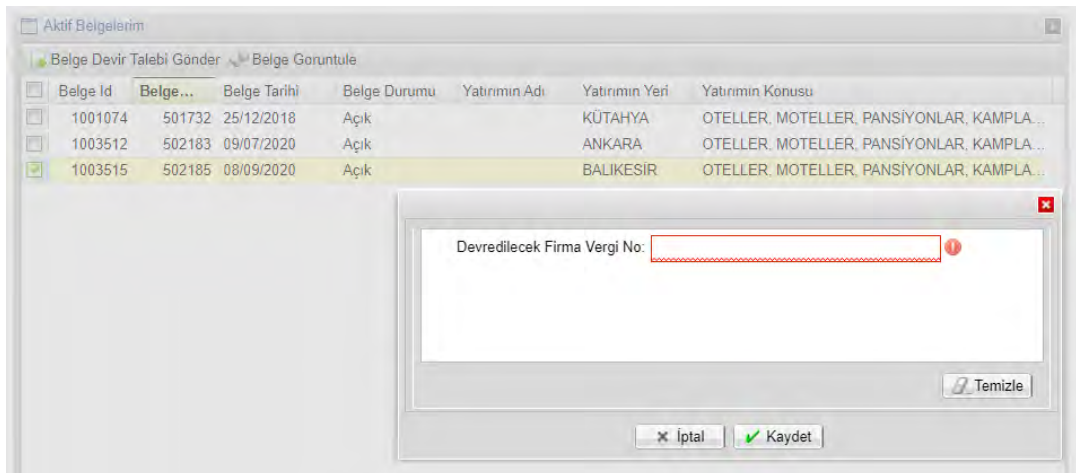 Aktif Belgelerim
Belge Devir Talebi Gönder Belge Goruntule
Belge Id Belge... Belge Tarihi Belge Durumu Yatırımın Adı Yatırımın Yeri Yatırımın Konusu
1001074 501732 25/12/2018 Açık KÜTAHYA OTELLER, MOTELLER, PANSİYONLAR, KAMPLA...
1003512 502183 09/07/2020 Açık ANKARA OTELLER, MOTELLER, PANSİYONLAR, KAMPLA...
1003515 502185 08/09/2020 Açık BALIKESİR OTELLER, MOTELLER, PANSİYONLAR, KAMPLA...
Devredilecek Firma Vergi No:
Temizle
İptal Kaydet